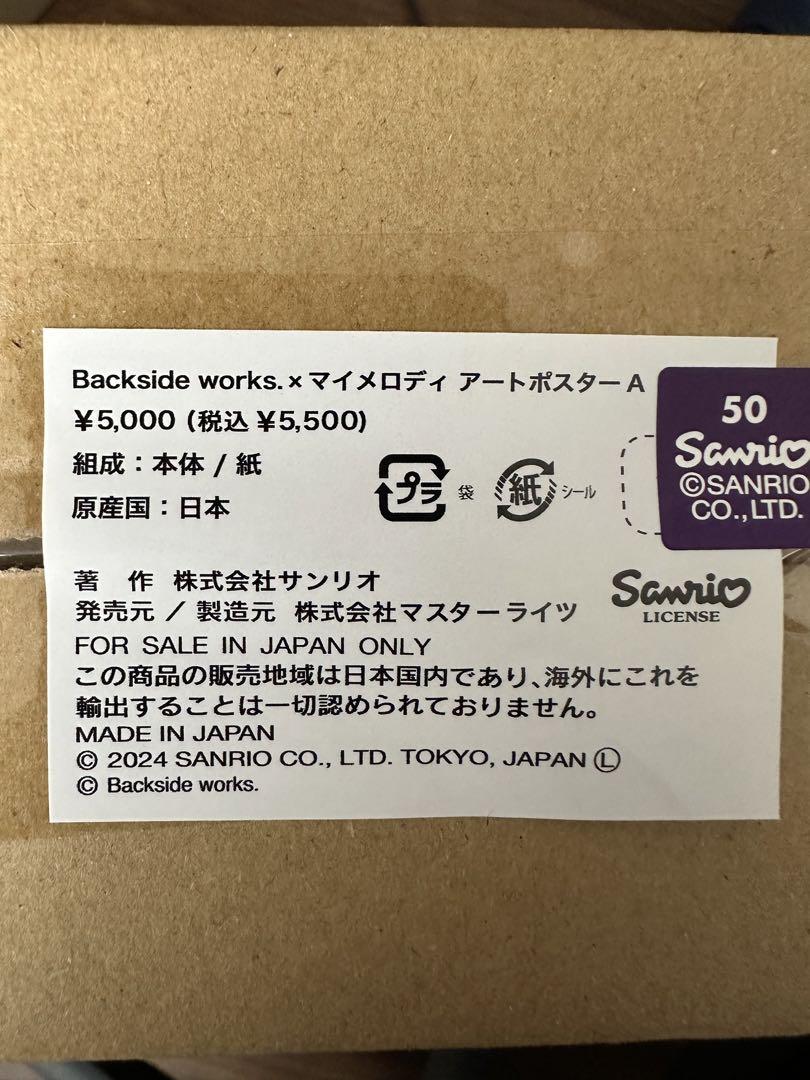 Backside works.×マイメロディ アートポスターA
¥5,000 (税込 ¥5,500)
組成：本体 / 紙
プラ 袋
紙 シール
原産国：日本
50
Sanrio
©SANRIO
CO.,LTD.
著　作　株式会社サンリオ
発売元 ／ 製造元　株式会社マスターライツ
Sanrio
LICENSE
FOR SALE IN JAPAN ONLY
この商品の販売地域は日本国内であり、海外にこれを
輸出することは一切認められておりません。
MADE IN JAPAN
© 2024 SANRIO CO., LTD. TOKYO, JAPAN Ⓛ
© Backside works.